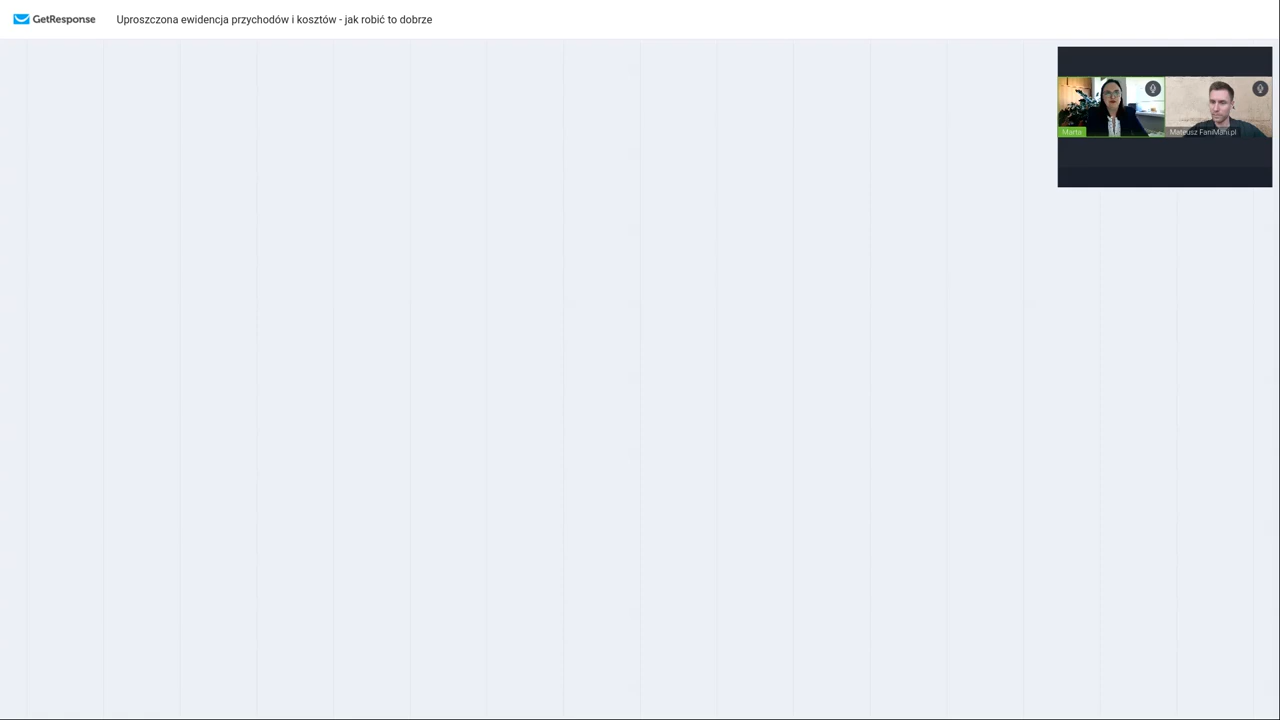 GetResponse
Uproszczona ewidencja przychodów i kosztów - jak robić to dobrze
Marta
Mateusz FaniMani.pl